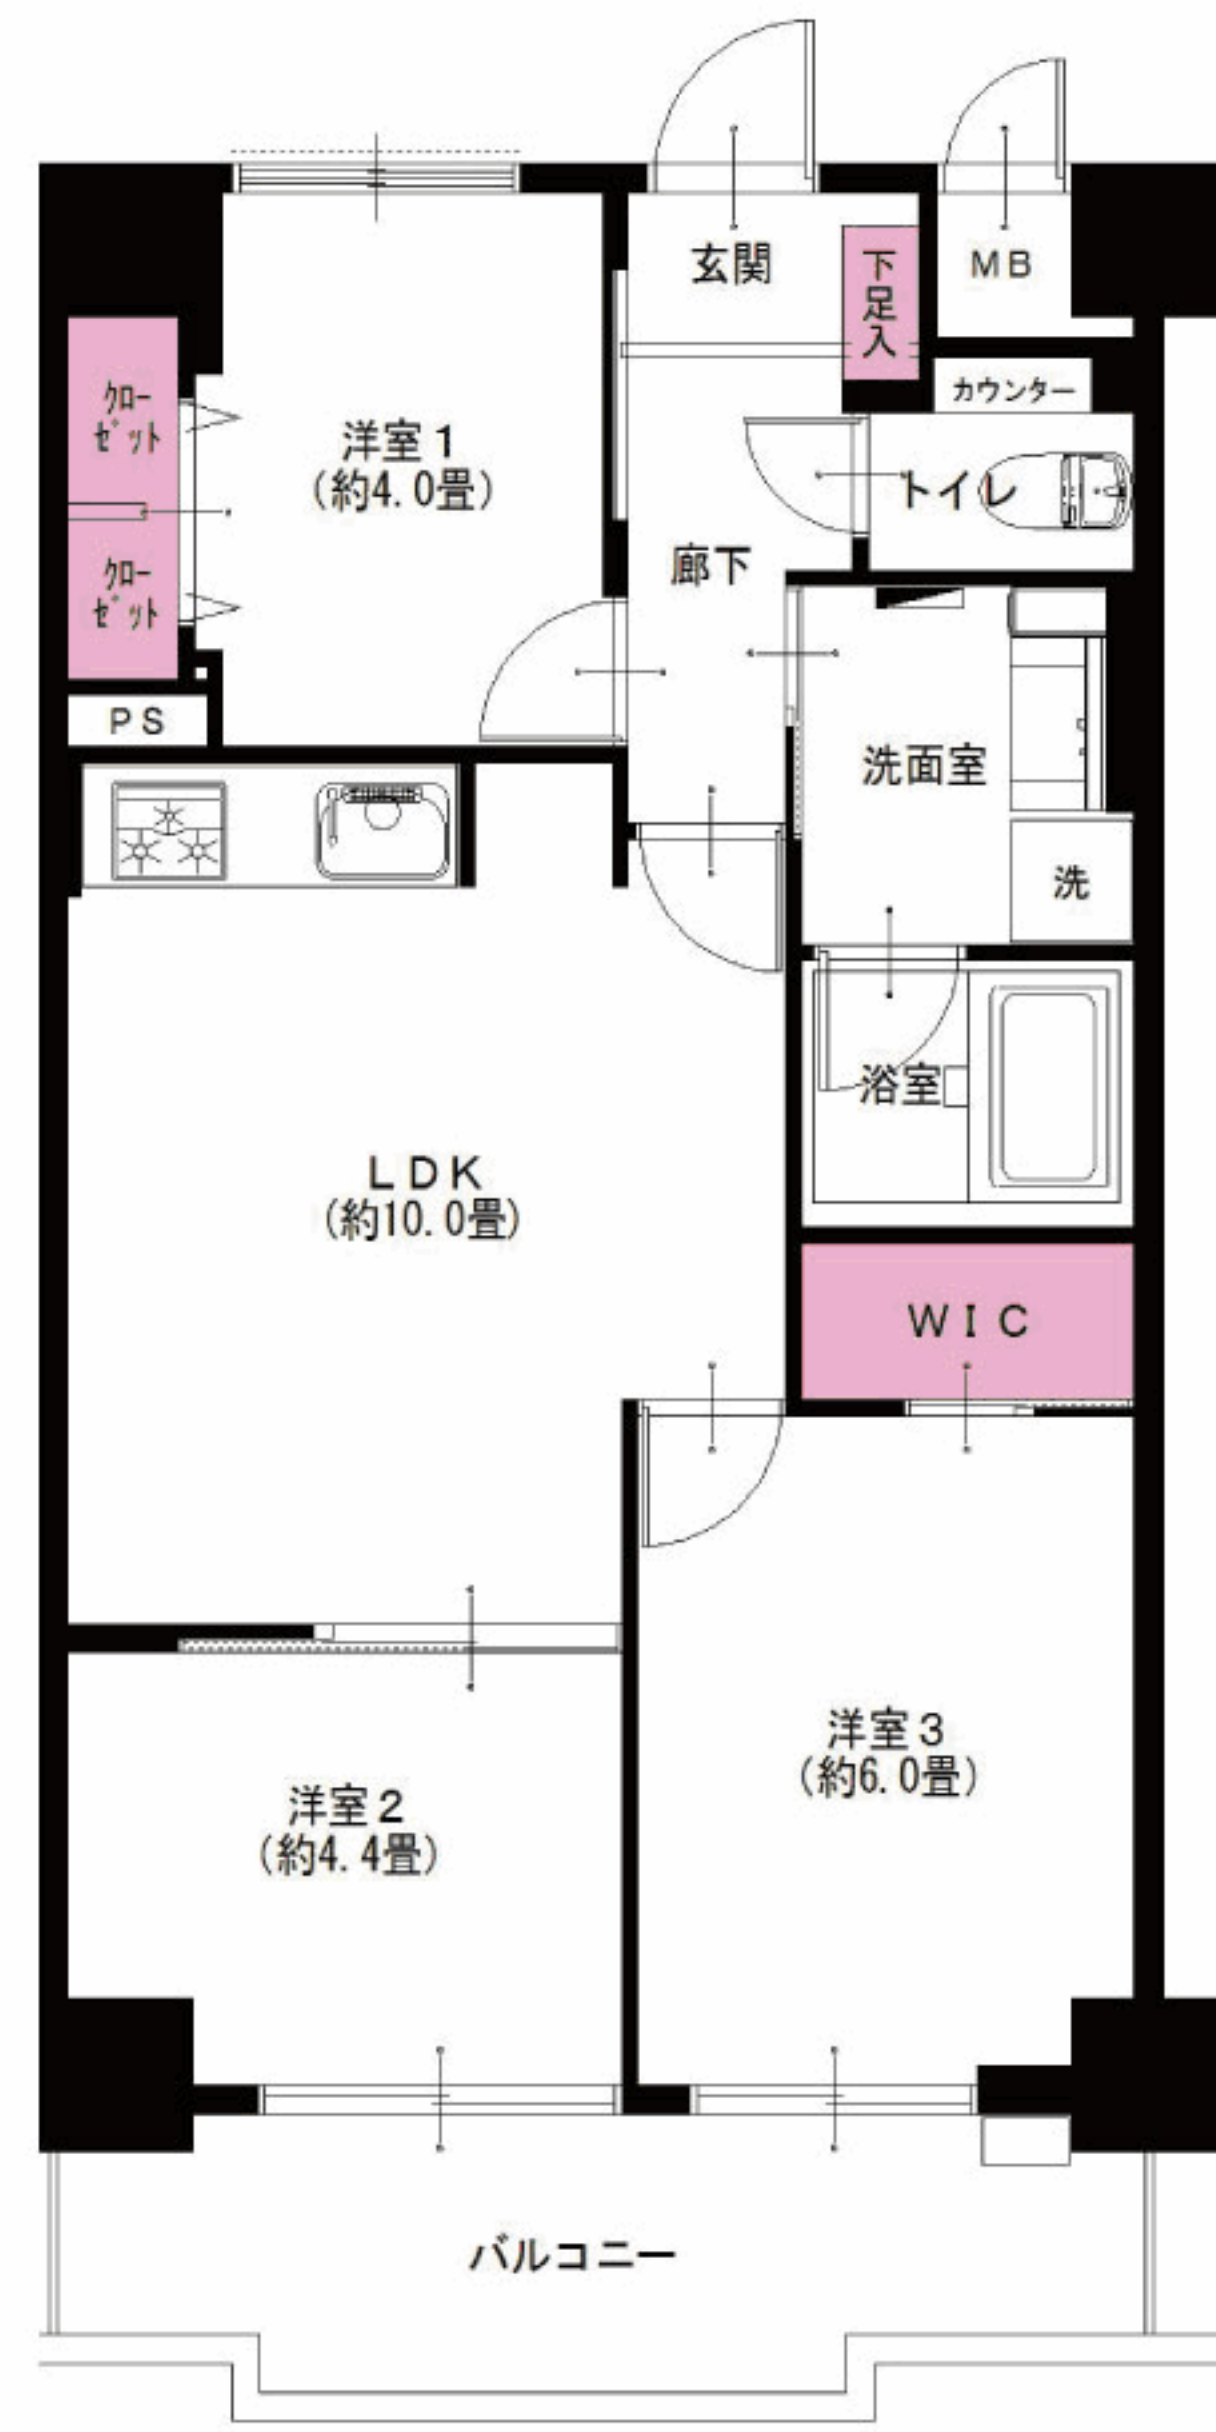 玄関
下足入
ＭＢ
カウンター
ｸﾛｰ
ｾﾞｯﾄ
洋室１
(約4.0畳)
トイレ
廊下
ｸﾛｰ
ｾﾞｯﾄ
ＰＳ
洗面室
洗
浴室
ＬＤＫ
(約10.0畳)
ＷＩＣ
洋室３
(約6.0畳)
洋室２
(約4.4畳)
バルコニー